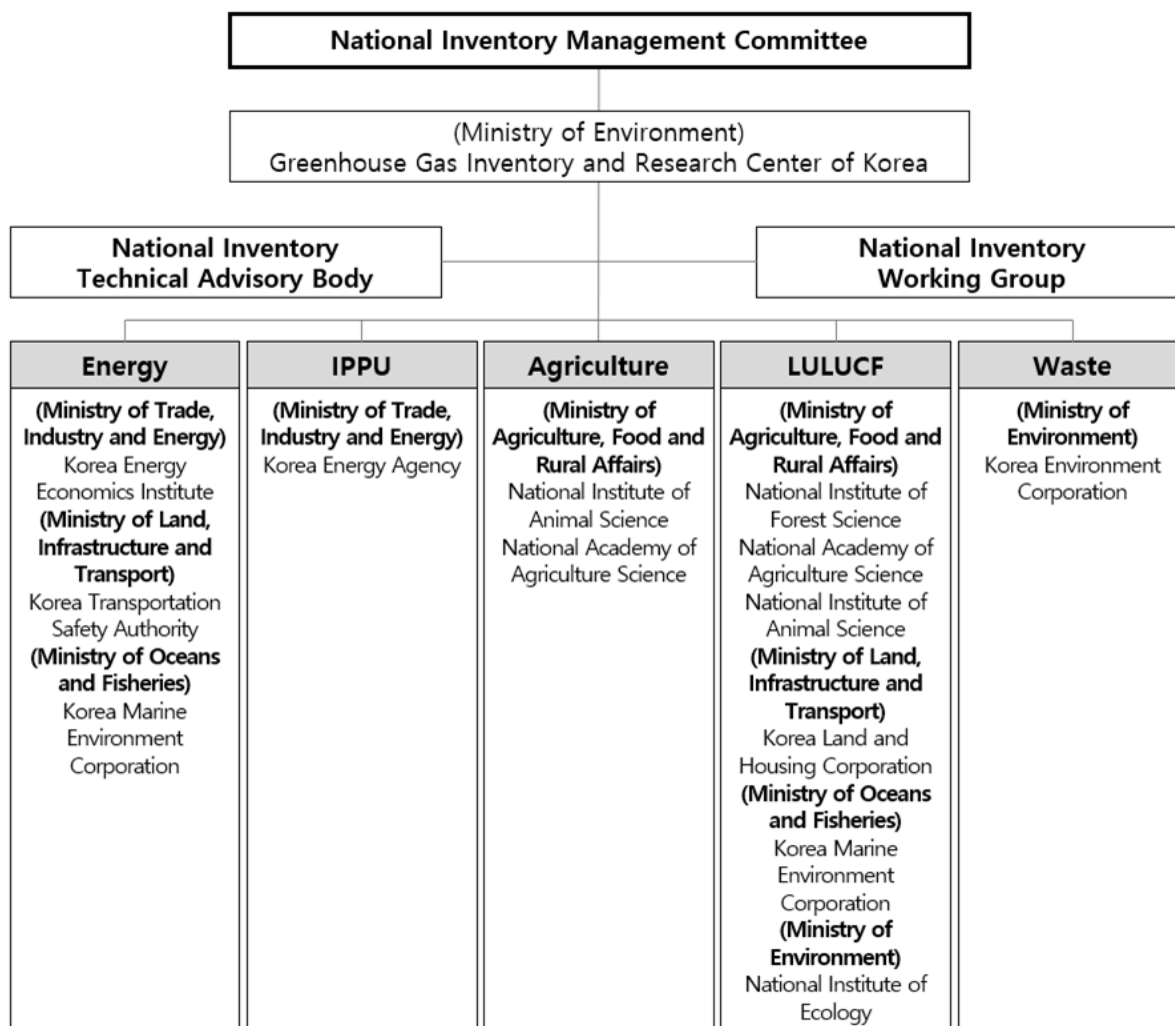 National Inventory Management Committee
(Ministry of Environment)
Greenhouse Gas Inventory and Research Center of Korea
National Inventory
Technical Advisory Body
National Inventory
Working Group
Energy
(Ministry of Trade,
Industry and Energy)
Korea Energy
Economics Institute
(Ministry of Land,
Infrastructure and
Transport)
Korea Transportation
Safety Authority
(Ministry of Oceans
and Fisheries)
Korea Marine
Environment
Corporation
IPPU
(Ministry of Trade,
Industry and Energy)
Korea Energy Agency
Agriculture
(Ministry of
Agriculture, Food and
Rural Affairs)
National Institute of
Animal Science
National Academy of
Agriculture Science
LULUCF
(Ministry of
Agriculture, Food and
Rural Affairs)
National Institute of
Forest Science
National Academy of
Agriculture Science
National Institute of
Animal Science
(Ministry of Land,
Infrastructure and
Transport)
Korea Land and
Housing Corporation
(Ministry of Oceans
and Fisheries)
Korea Marine
Environment
Corporation
(Ministry of
Environment)
National Institute of
Ecology
Waste
(Ministry of
Environment)
Korea Environment
Corporation